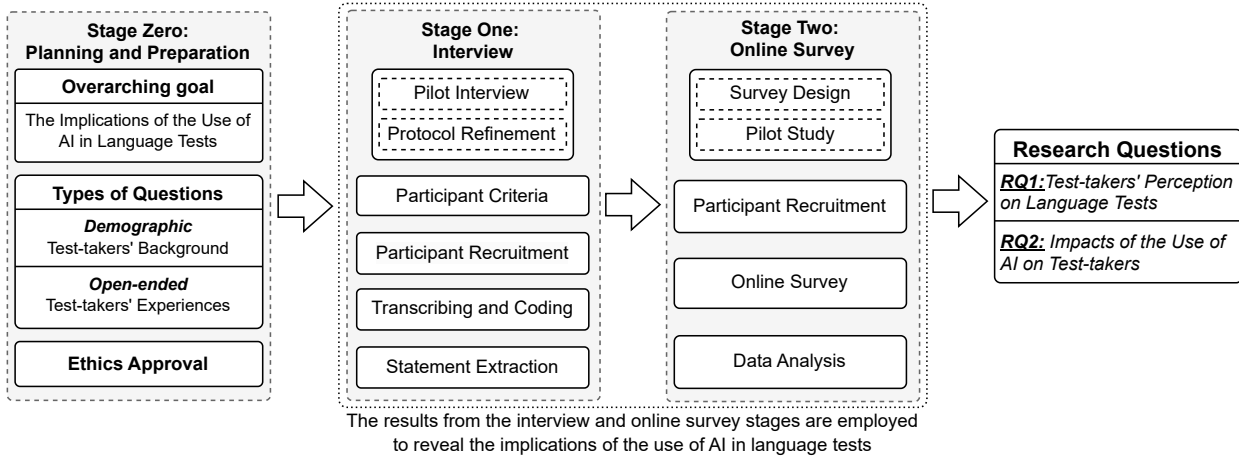 Stage Zero:
Planning and Preparation
Overarching goal
The Implications of the Use of
AI in Language Tests
Types of Questions
Demographic
Test-takers' Background
Open-ended
Test-takers' Experiences
Ethics Approval
Stage One:
Interview
Pilot Interview
Protocol Refinement
Participant Criteria
Participant Recruitment
Transcribing and Coding
Statement Extraction
Stage Two:
Online Survey
Survey Design
Pilot Study
Participant Recruitment
Online Survey
Data Analysis
The results from the interview and online survey stages are employed
to reveal the implications of the use of AI in language tests
Research Questions
RQ1:Test-takers' Perception
on Language Tests
RQ2: Impacts of the Use of
AI on Test-takers